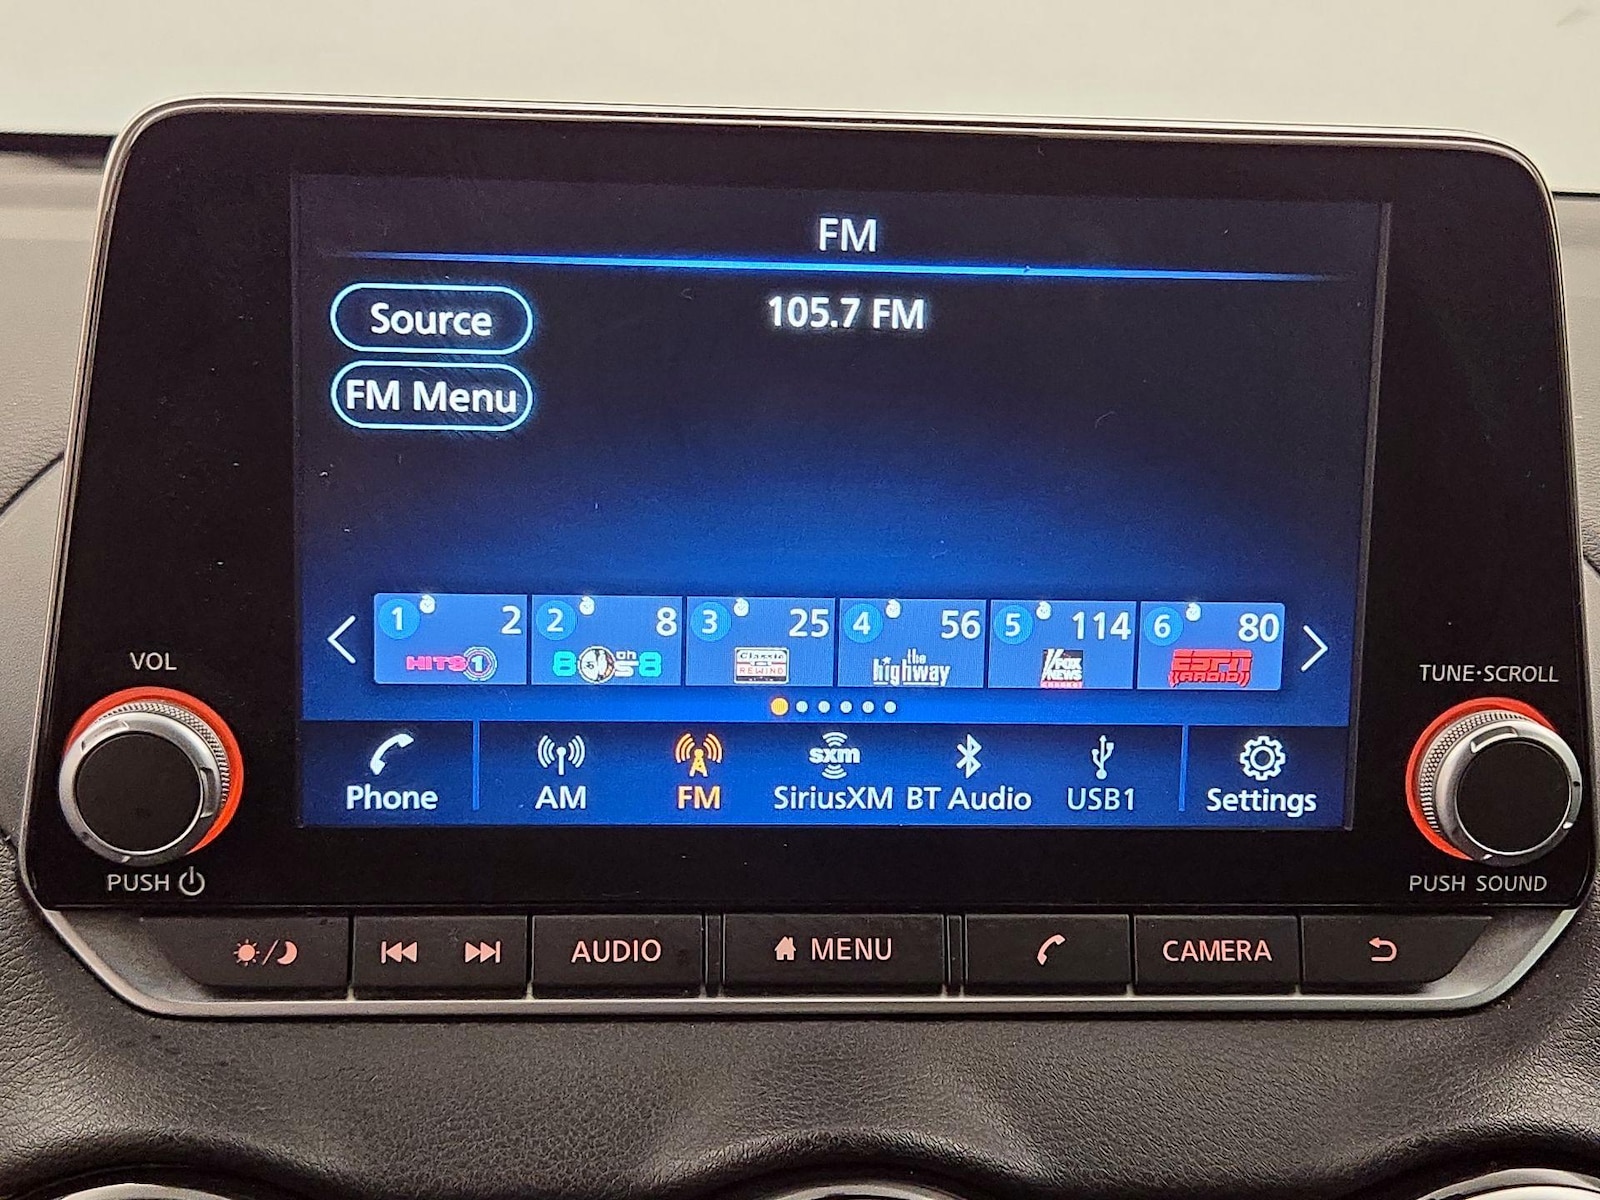 FM
Source
105.7 FM
FM Menu
1 2
HITS 1
2 8
80s on 8
3 25
Classic REWIND
4 56
the highway
5 114
FOX NEWS
6 80
ESPN RADIO
VOL
TUNE·SCROLL
Phone
AM
FM
sxm
SiriusXM
BT Audio
USB1
Settings
PUSH
PUSH SOUND
AUDIO
MENU
CAMERA